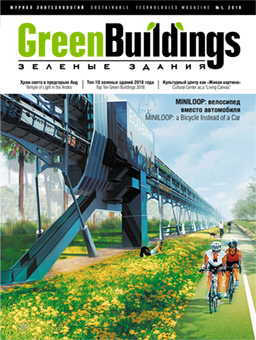 ЖУРНАЛ ЭКОТЕХНОЛОГИЙ SUSTAINABLE TECHNOLOGIES MAGAZINE №1, 2018
GreenBuildings
ЗЕЛЕНЫЕ ЗДАНИЯ
Храм света в предгорьях Анд
Temple of Light in the Andes
Топ-10 зеленых зданий 2018 года
Top Ten Green Buildings 2018
Культурный центр как «Живая картина»
Cultural Center as a "Living Canvas"
MINILOOP: велосипед
вместо автомобиля
MINILOOP: a Bicycle Instead of a Car